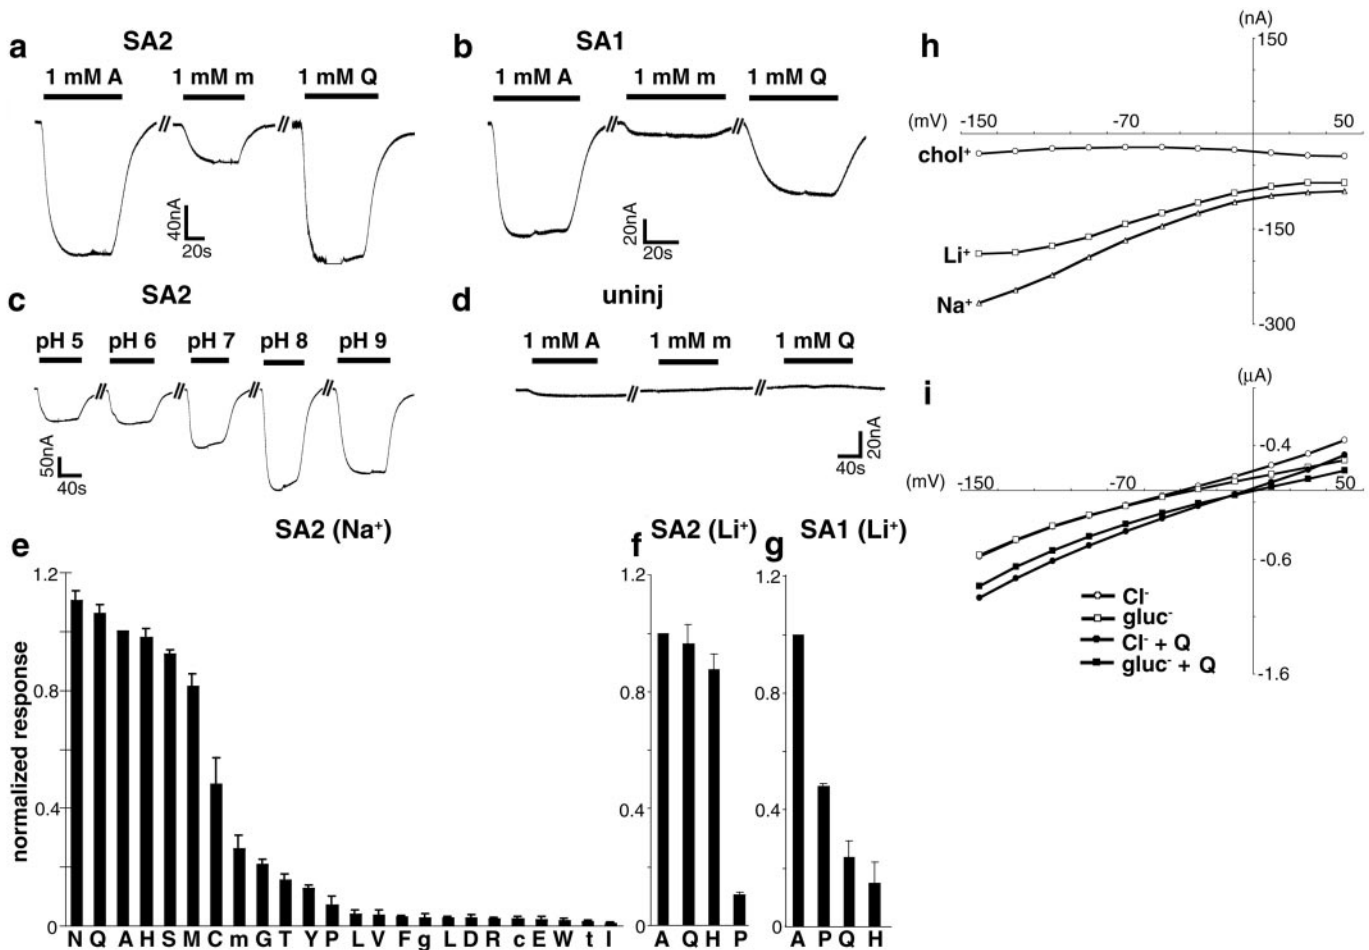 a SA2
1 mM A 1 mM m 1 mM Q
40nA
20s
b SA1
1 mM A 1 mM m 1 mM Q
20nA
20s
c SA2
pH 5 pH 6 pH 7 pH 8 pH 9
50nA
40s
d uninj
1 mM A 1 mM m 1 mM Q
20nA
40s
e SA2 (Na⁺)
normalized response
1.2
0.8
0.4
0
N Q A H S M C m G T Y P L V F g L D R c E W t I
f SA2 (Li⁺)
1.2
0.8
0.4
0
A Q H P
g SA1 (Li⁺)
1.2
0.8
0.4
0
A P Q H
h
(nA)
150
(mV) -150 -70 50
chol⁺
-150
Li⁺
Na⁺
-300
i
(µA)
-0.4
(mV) -150 -70 50
-0.6
Cl⁻
gluc⁻
Cl⁻ + Q
gluc⁻ + Q
-1.6